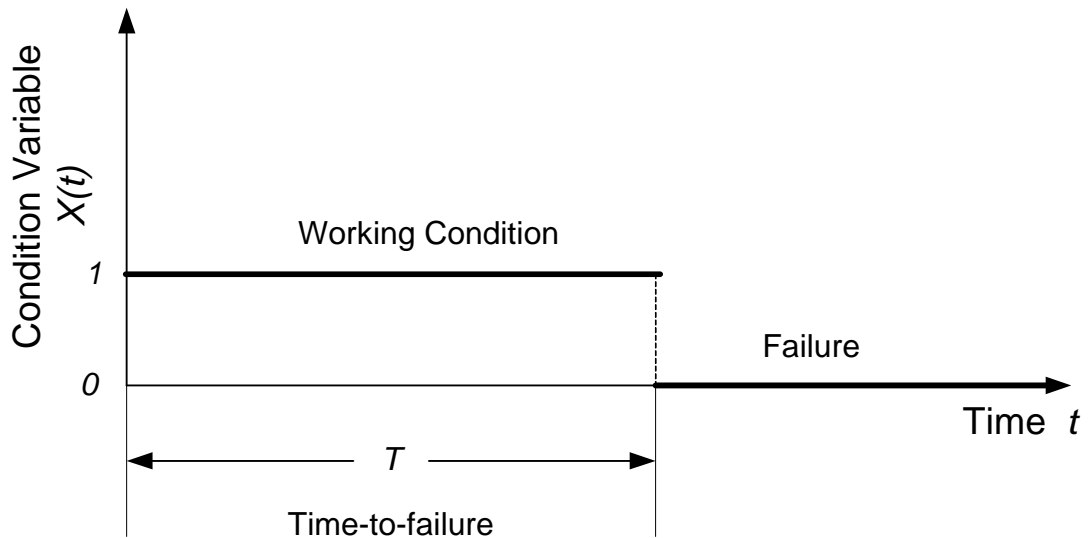 Condition Variable
X(t)
Working Condition
1
Failure
0
Time t
T
Time-to-failure